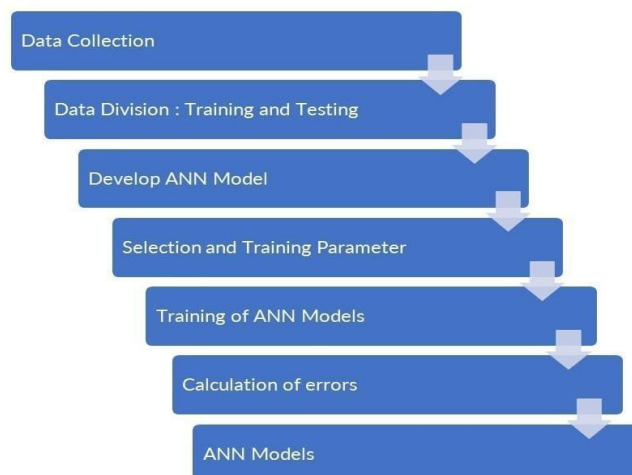 Data Collection
Data Division : Training and Testing
Develop ANN Model
Selection and Training Parameter
Training of ANN Models
Calculation of errors
ANN Models